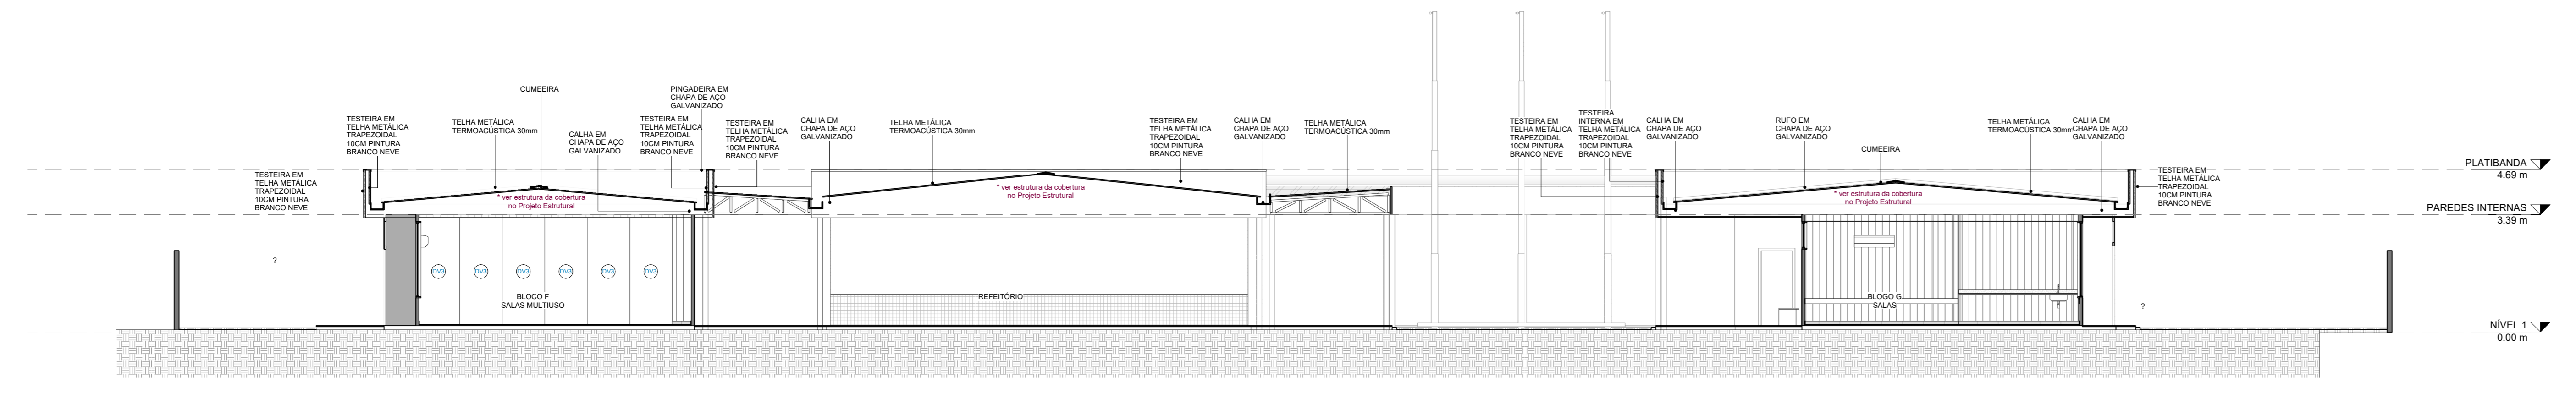 CUMEEIRA
PINGADEIRA EM
CHAPA DE AÇO
GALVANIZADO
TESTEIRA EM
TELHA METÁLICA
TRAPEZOIDAL
10CM PINTURA
BRANCO NEVE
TELHA METÁLICA
TERMOACÚSTICA 30mm
CALHA EM
CHAPA DE AÇO
GALVANIZADO
TESTEIRA EM
TELHA METÁLICA
TRAPEZOIDAL
10CM PINTURA
BRANCO NEVE
TESTEIRA EM
TELHA METÁLICA
TRAPEZOIDAL
10CM PINTURA
BRANCO NEVE
CALHA EM
CHAPA DE AÇO
GALVANIZADO
TELHA METÁLICA
TERMOACÚSTICA 30mm
TESTEIRA EM
TELHA METÁLICA
TRAPEZOIDAL
10CM PINTURA
BRANCO NEVE
CALHA EM
CHAPA DE AÇO
GALVANIZADO
TELHA METÁLICA
TERMOACÚSTICA 30mm
TESTEIRA EM
TELHA METÁLICA
TRAPEZOIDAL
10CM PINTURA
BRANCO NEVE
TESTEIRA
INTERNA EM
TELHA METÁLICA
TRAPEZOIDAL
10CM PINTURA
BRANCO NEVE
CALHA EM
CHAPA DE AÇO
GALVANIZADO
RUFO EM
CHAPA DE AÇO
GALVANIZADO
CUMEEIRA
TELHA METÁLICA
TERMOACÚSTICA 30mm
CALHA EM
CHAPA DE AÇO
GALVANIZADO
TESTEIRA EM
TELHA METÁLICA
TRAPEZOIDAL
10CM PINTURA
BRANCO NEVE
TESTEIRA EM
TELHA METÁLICA
TRAPEZOIDAL
10CM PINTURA
BRANCO NEVE
PLATIBANDA
4.69 m
* ver estrutura da cobertura
no Projeto Estrutural
* ver estrutura da cobertura
no Projeto Estrutural
* ver estrutura da cobertura
no Projeto Estrutural
PAREDES INTERNAS
3.39 m
?
DV3
DV3
DV3
DV3
DV3
DV3
BLOCO F
SALAS MULTIUSO
REFEITÓRIO
BLOGO G
SALAS
?
NÍVEL 1
0.00 m